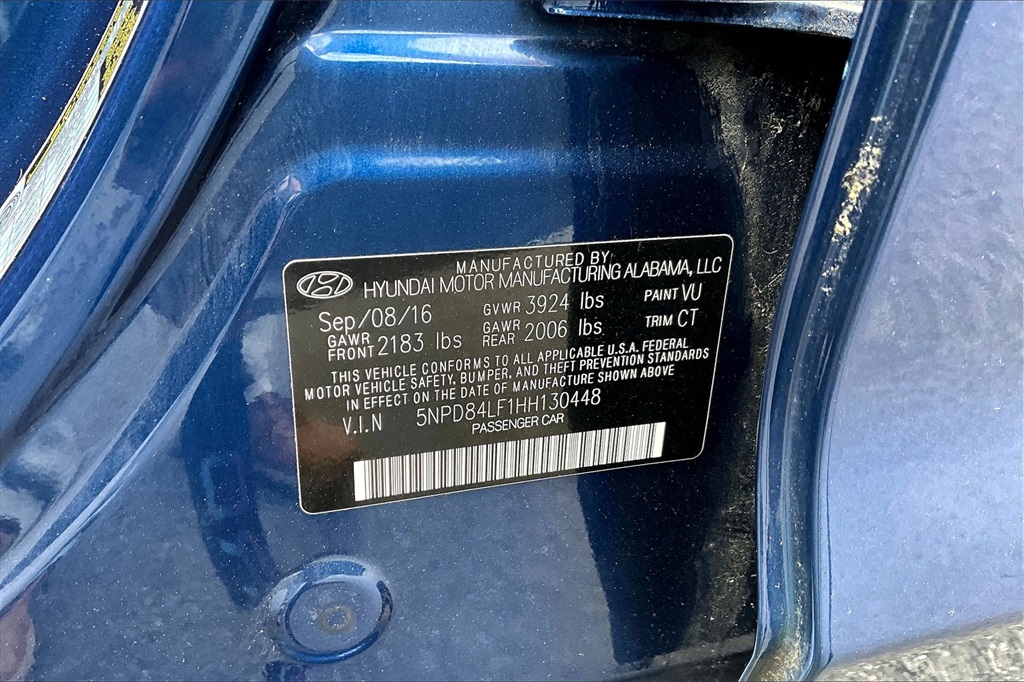 MANUFACTURED BY
HYUNDAI MOTOR MANUFACTURING ALABAMA, LLC
Sep/08/16 GVWR 3924 lbs PAINT VU
GAWR FRONT 2183 lbs GAWR REAR 2006 lbs TRIM CT
THIS VEHICLE CONFORMS TO ALL APPLICABLE U.S.A. FEDERAL
MOTOR VEHICLE SAFETY, BUMPER, AND THEFT PREVENTION STANDARDS
IN EFFECT ON THE DATE OF MANUFACTURE SHOWN ABOVE
V.I.N 5NPD84LF1HH130448
PASSENGER CAR